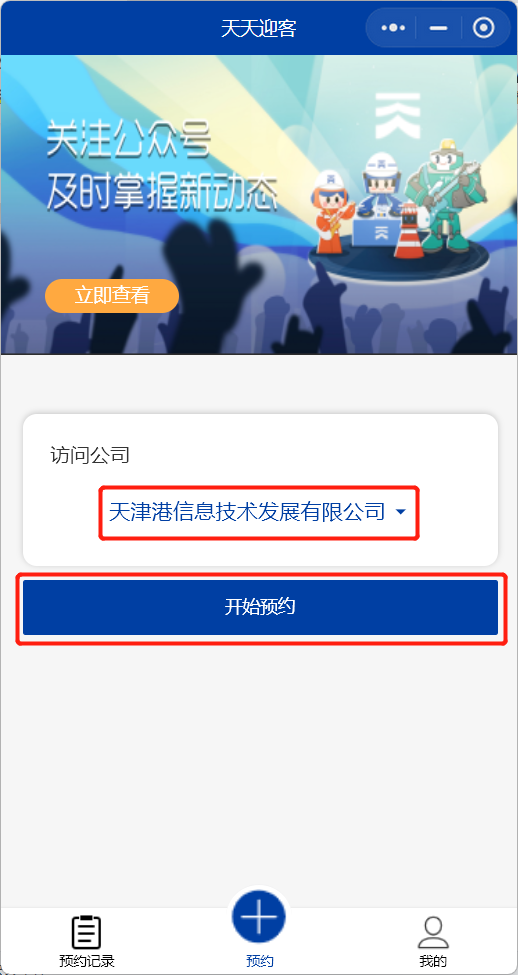 天天迎客
关注公众号
及时掌握新动态
立即查看
访问公司
天津港信息技术发展有限公司
开始预约
预约记录
预约
我的